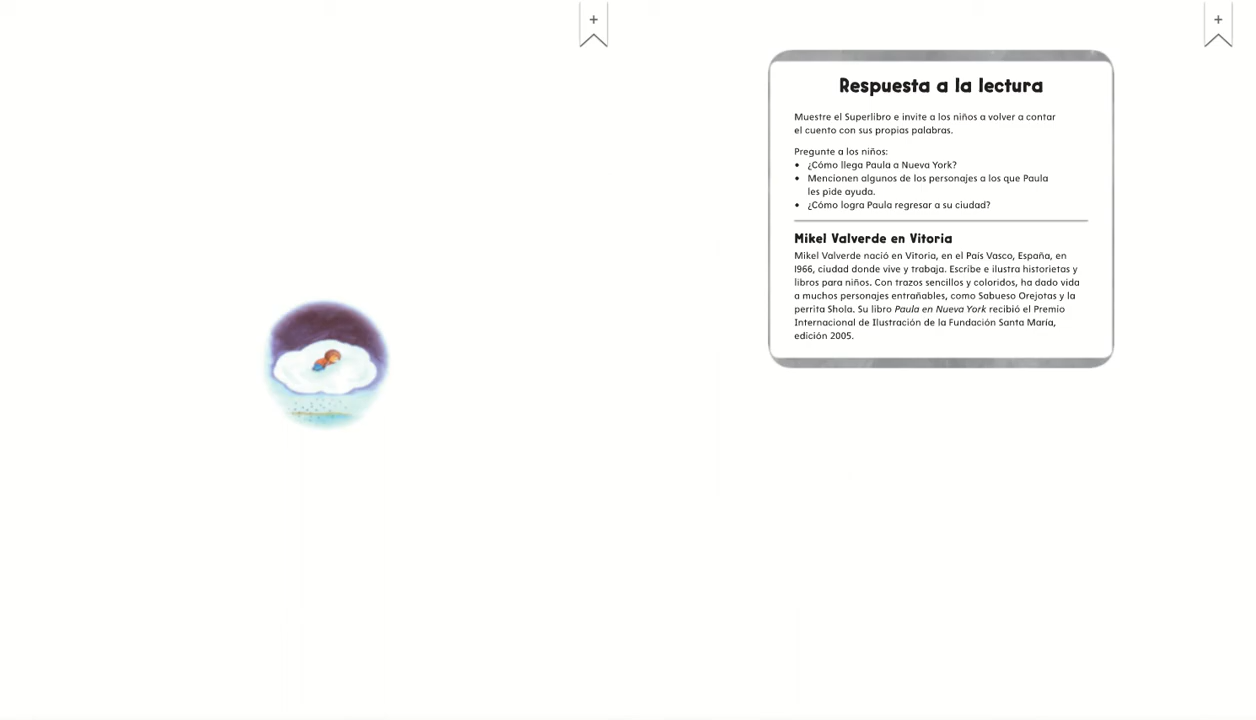 +
+
Respuesta a la lectura
Muestre el Superlibro e invite a los niños a volver a contar
el cuento con sus propias palabras.
Pregunte a los niños:
• ¿Cómo llega Paula a Nueva York?
• Mencionen algunos de los personajes a los que Paula
les pide ayuda.
• ¿Cómo logra Paula regresar a su ciudad?
Mikel Valverde en Vitoria
Mikel Valverde nació en Vitoria, en el País Vasco, España, en
1966, ciudad donde vive y trabaja. Escribe e ilustra historietas y
libros para niños. Con trazos sencillos y coloridos, ha dado vida
a muchos personajes entrañables, como Sabueso Orejotas y la
perrita Shola. Su libro Paula en Nueva York recibió el Premio
Internacional de Ilustración de la Fundación Santa María,
edición 2005.